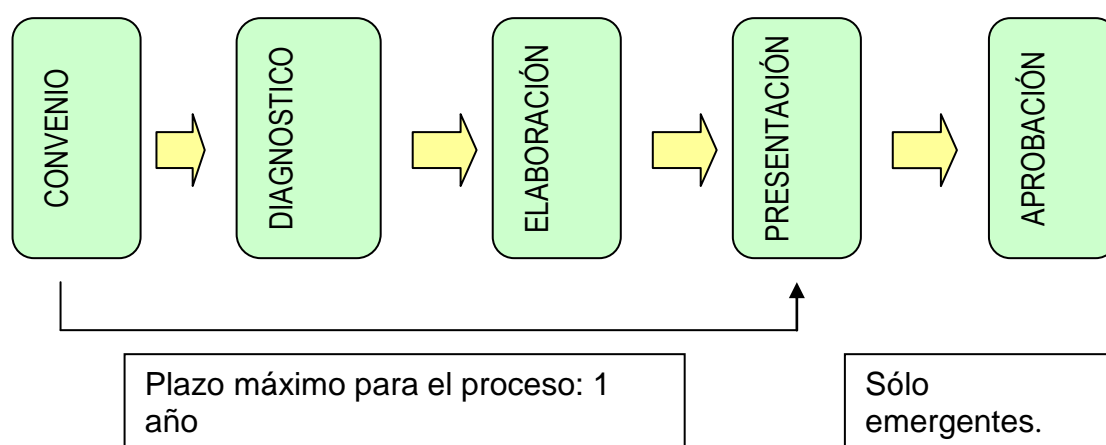 CONVENIO
DIAGNOSTICO
ELABORACIÓN
PRESENTACIÓN
APROBACIÓN
Plazo máximo para el proceso: 1
año
Sólo
emergentes.